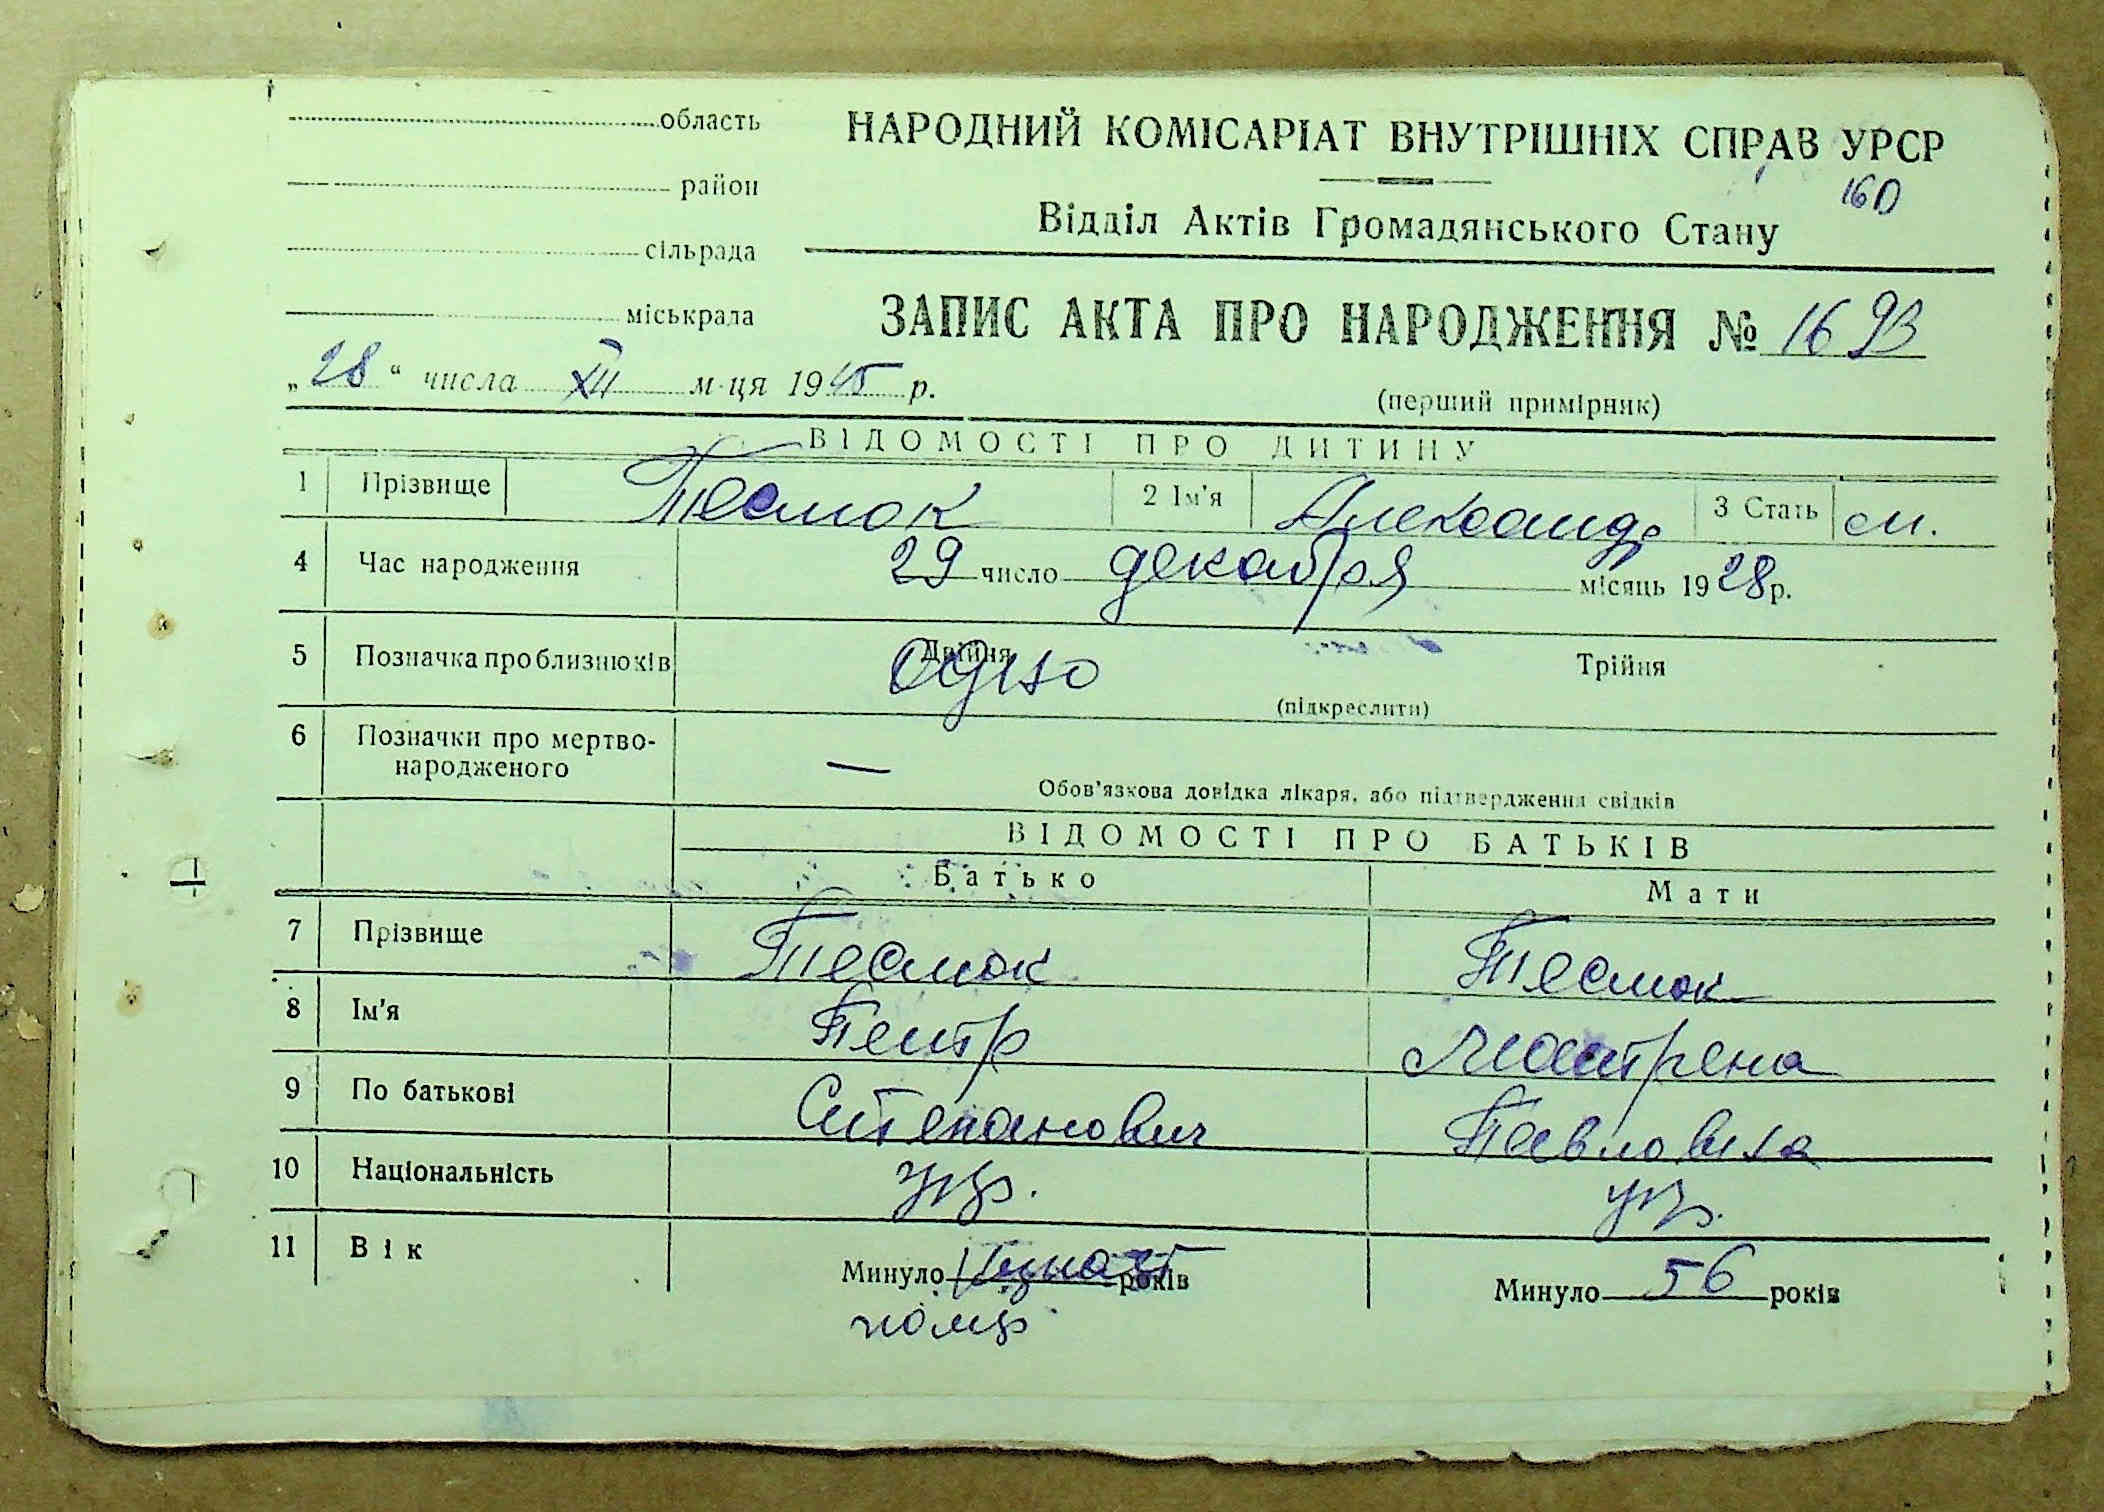 область
район
сільрада
міськрада
НАРОДНИЙ КОМІСАРІАТ ВНУТРІШНІХ СПРАВ УРСР
160
Відділ Актів Громадянського Стану
ЗАПИС АКТА ПРО НАРОДЖЕННЯ № 1693
„28“ числа XII м-ця 1945 р.
(перший примірник)
ВІДОМОСТІ ПРО ДИТИНУ
1 Прізвище Тесмок 2 Ім'я Александр 3 Стать м.
4 Час народження 29 число декабря місяць 1928 р.
5 Позначка про близнюків Двійня одно Трійня
(підкреслити)
6 Позначки про мертво-
народженого —
Обов'язкова довідка лікаря, або підтвердження свідків
ВІДОМОСТІ ПРО БАТЬКІВ
Батько Мати
7 Прізвище Тесмок Тесмок
8 Ім'я Петр Мотрена
9 По батькові Степанович Павловна
10 Національність укр. укр.
11 Вік Минуло років Минуло 56 років